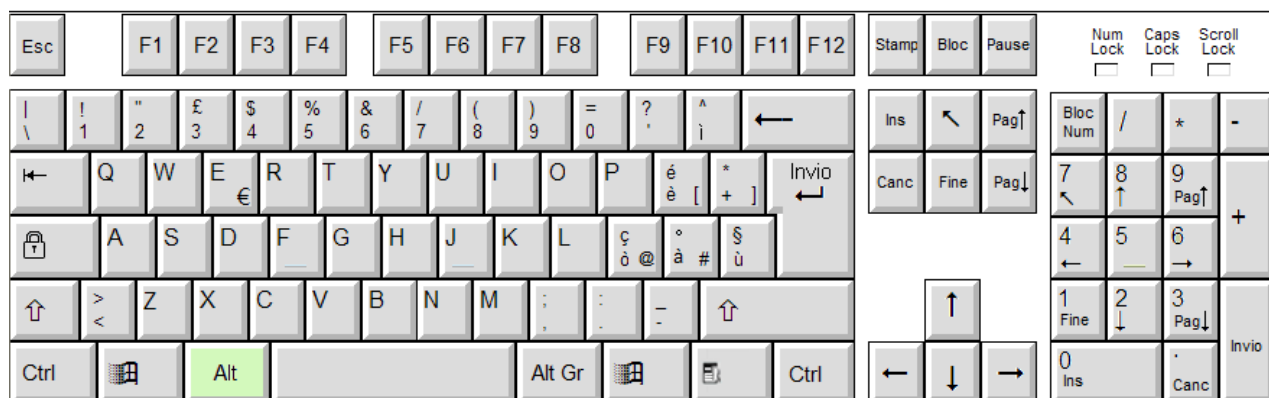 Esc F1 F2 F3 F4 F5 F6 F7 F8 F9 F10 F11 F12 Stamp Bloc Pause Num Lock Caps Lock Scroll Lock
| ! " £ $ % & / ( ) = ? ^
\ 1 2 3 4 5 6 7 8 9 0 ' ì ← Ins ↖ Pag↑ Bloc Num / * -
Q W E € R T Y U I O P é è [ * + ] Invio Canc Fine Pag↓ 7 ↖ 8 ↑ 9 Pag↑ +
A S D F G H J K L ç ò @ ° à # § ù 4 ← 5 6 →
⇧ > < Z X C V B N M ; , : . _ - ⇧ ↑ 1 Fine 2 ↓ 3 Pag↓ Invio
Ctrl Alt Alt Gr Ctrl ← ↓ → 0 Ins . Canc